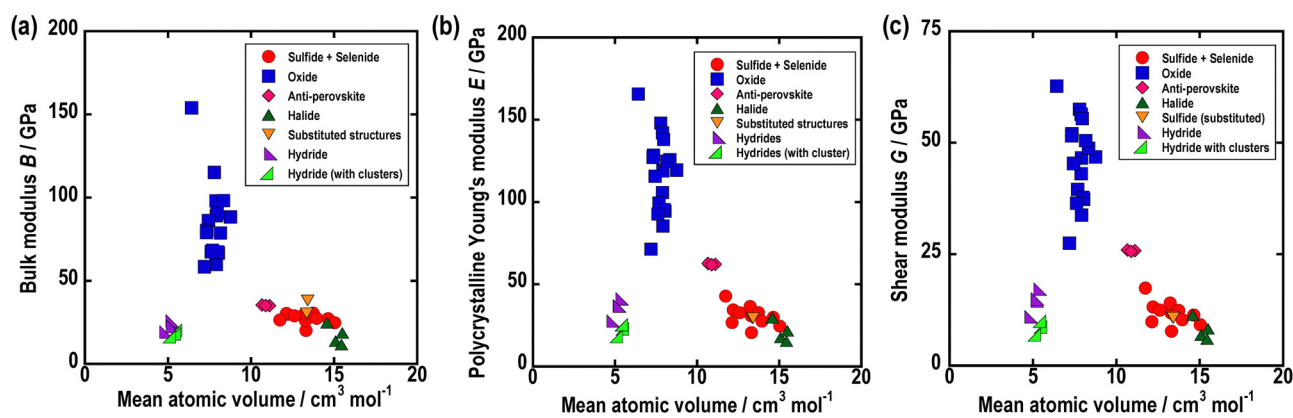 (a)
200
150
100
50
0
Bulk modulus B / GPa
Sulfide + Selenide
Oxide
Anti-perovskite
Halide
Substituted structures
Hydride
Hydride (with clusters)
0 5 10 15 20
Mean atomic volume / cm³ mol⁻¹
(b)
200
150
100
50
0
Polycrystalline Young's modulus E / GPa
Sulfide + Selenide
Oxide
Anti-perovskite
Halide
Substituted structures
Hydrides
Hydrides (with cluster)
0 5 10 15 20
Mean atomic volume / cm³ mol⁻¹
(c)
75
50
25
0
Shear modulus G / GPa
Sulfide + Selenide
Oxide
Anti-perovskite
Halide
Sulfide (substituted)
Hydride
Hydride with clusters
0 5 10 15 20
Mean atomic volume / cm³ mol⁻¹